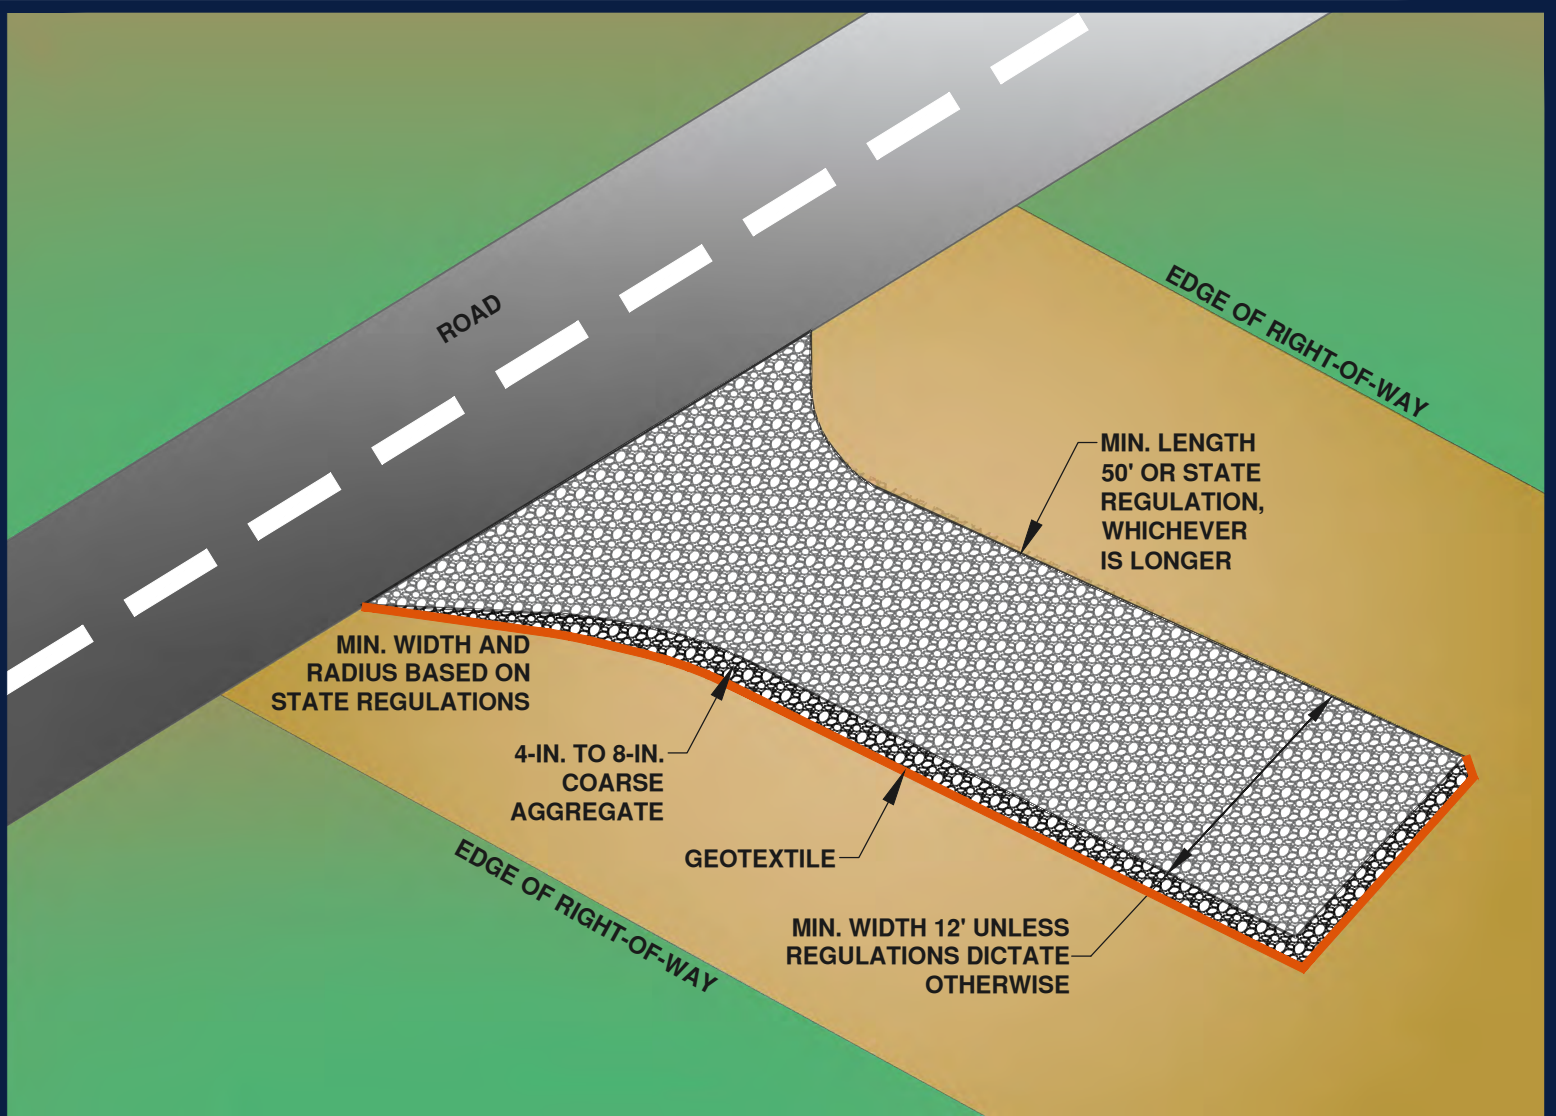 ROAD
EDGE OF RIGHT-OF-WAY
MIN. LENGTH
50' OR STATE
REGULATION,
WHICHEVER
IS LONGER
MIN. WIDTH AND
RADIUS BASED ON
STATE REGULATIONS
4-IN. TO 8-IN.
COARSE
AGGREGATE
GEOTEXTILE
EDGE OF RIGHT-OF-WAY
MIN. WIDTH 12' UNLESS
REGULATIONS DICTATE
OTHERWISE